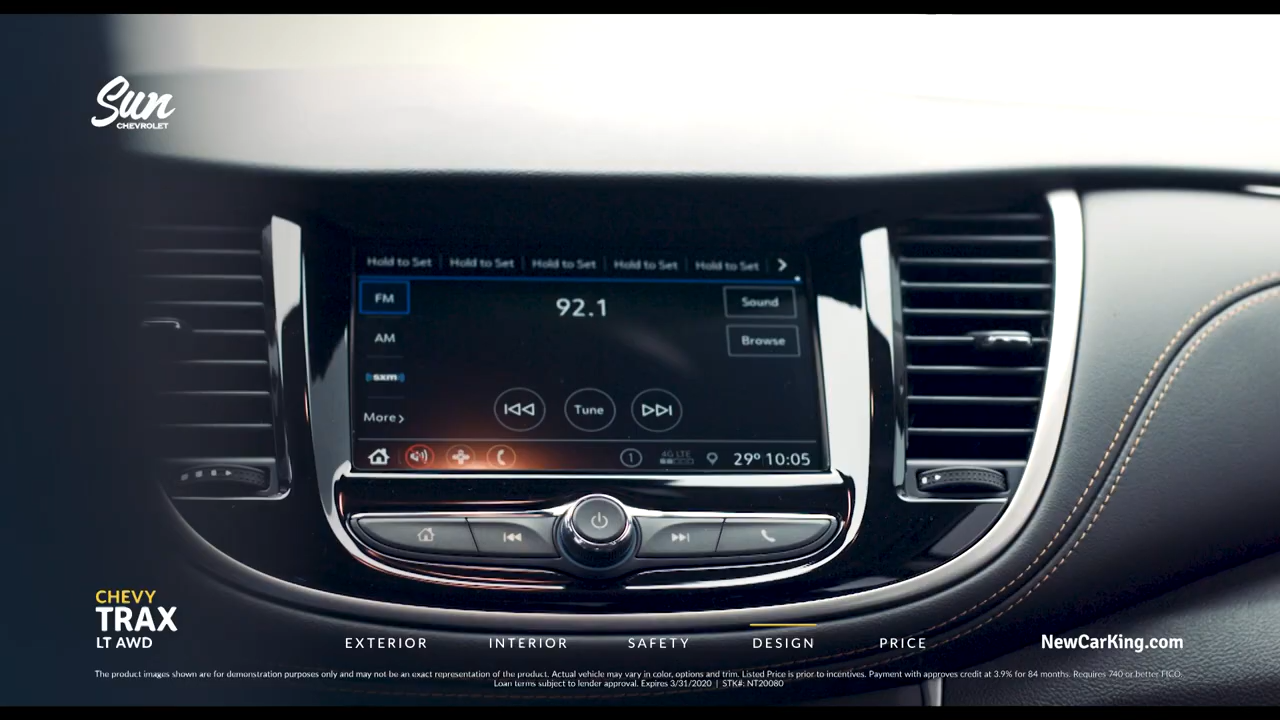 Sun
CHEVROLET
Hold to Set Hold to Set Hold to Set Hold to Set Hold to Set
FM
92.1
Sound
AM
Browse
sxm
More
Tune
1 4G LTE 29° 10:05
CHEVY
TRAX
LT AWD
EXTERIOR INTERIOR SAFETY DESIGN PRICE
NewCarKing.com
The product images shown are for demonstration purposes only and may not be an exact representation of the product. Actual vehicle may vary in color, options and trim. Listed Price is prior to incentives. Payment with approves credit at 3.9% for 84 months. Requires 740 or better FICO.
Loan terms subject to lender approval. Expires 3/31/2020 | STK#: NT20080